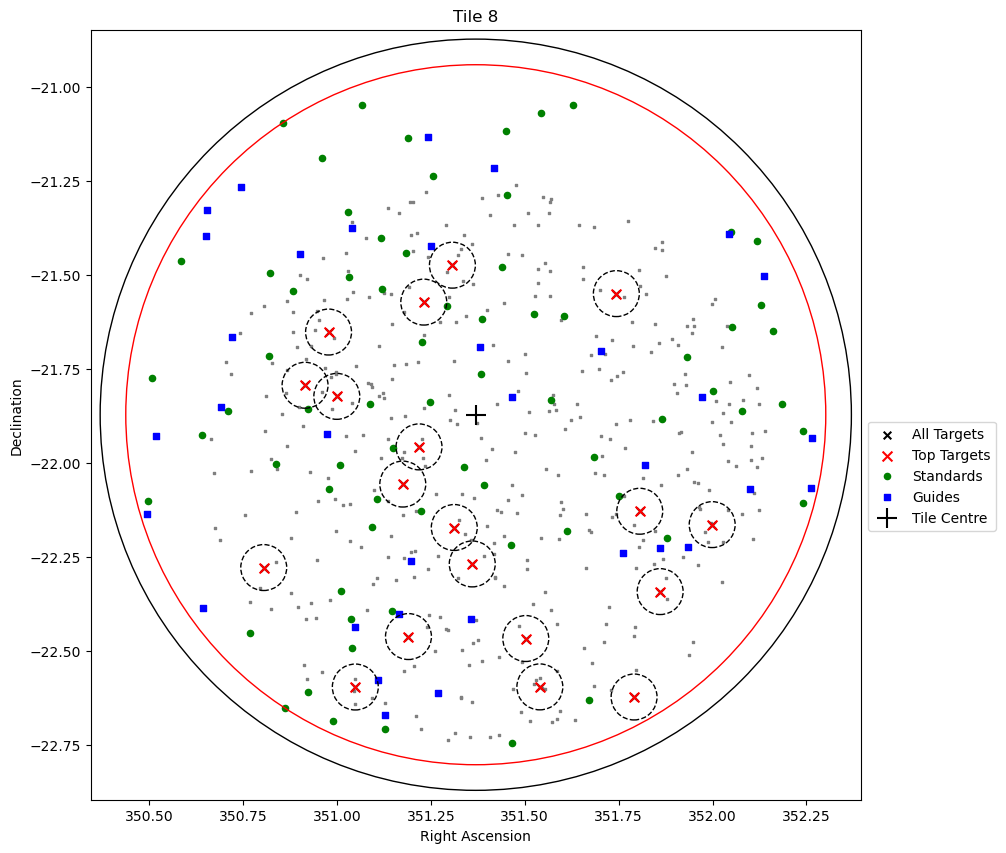 Tile 8
Declination
−21.00
−21.25
−21.50
−21.75
−22.00
−22.25
−22.50
−22.75
350.50 350.75 351.00 351.25 351.50 351.75 352.00 352.25
Right Ascension
All Targets
Top Targets
Standards
Guides
Tile Centre